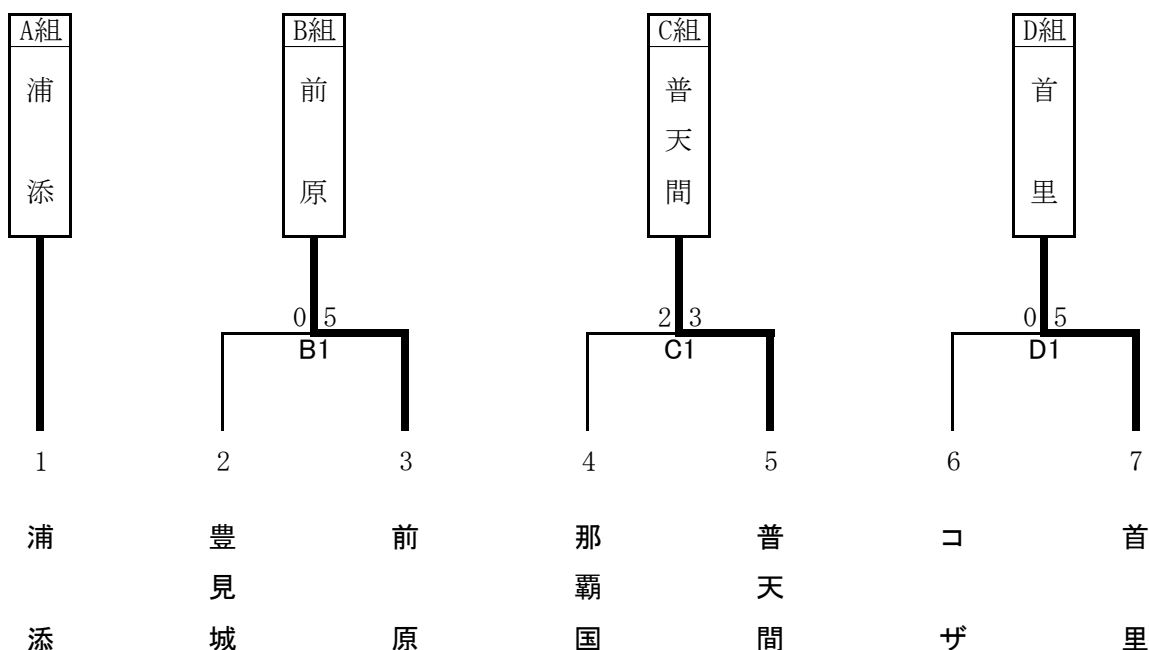 A組 B組 C組 D組
浦添 前原 普天間 首里
0 5 2 3 0 5
B1 C1 D1
1 2 3 4 5 6 7
浦添 豊見城 前原 那覇国 普天間 コザ 首里